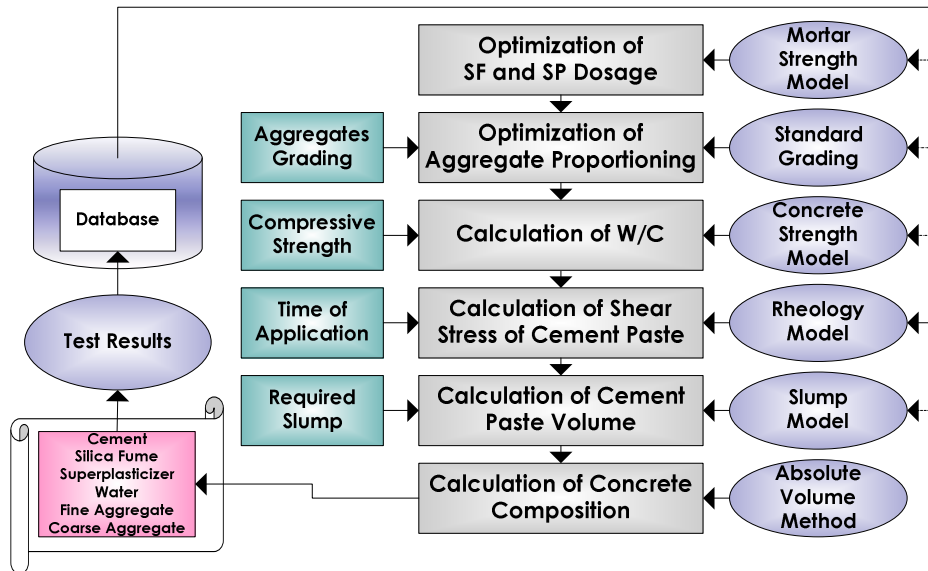 Optimization of
SF and SP Dosage
Mortar
Strength
Model
Aggregates
Grading
Optimization of
Aggregate Proportioning
Standard
Grading
Database
Compressive
Strength
Calculation of W/C
Concrete
Strength
Model
Test Results
Time of
Application
Calculation of Shear
Stress of Cement Paste
Rheology
Model
Required
Slump
Calculation of Cement
Paste Volume
Slump
Model
Cement
Silica Fume
Superplasticizer
Water
Fine Aggregate
Coarse Aggregate
Calculation of Concrete
Composition
Absolute
Volume
Method